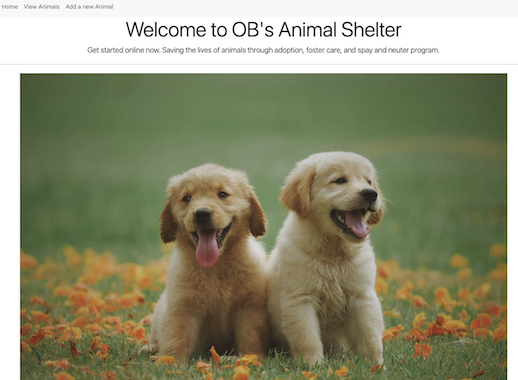 Home View Animals Add a new Animal
Welcome to OB's Animal Shelter
Get started online now. Saving the lives of animals through adoption, foster care, and spay and neuter program.